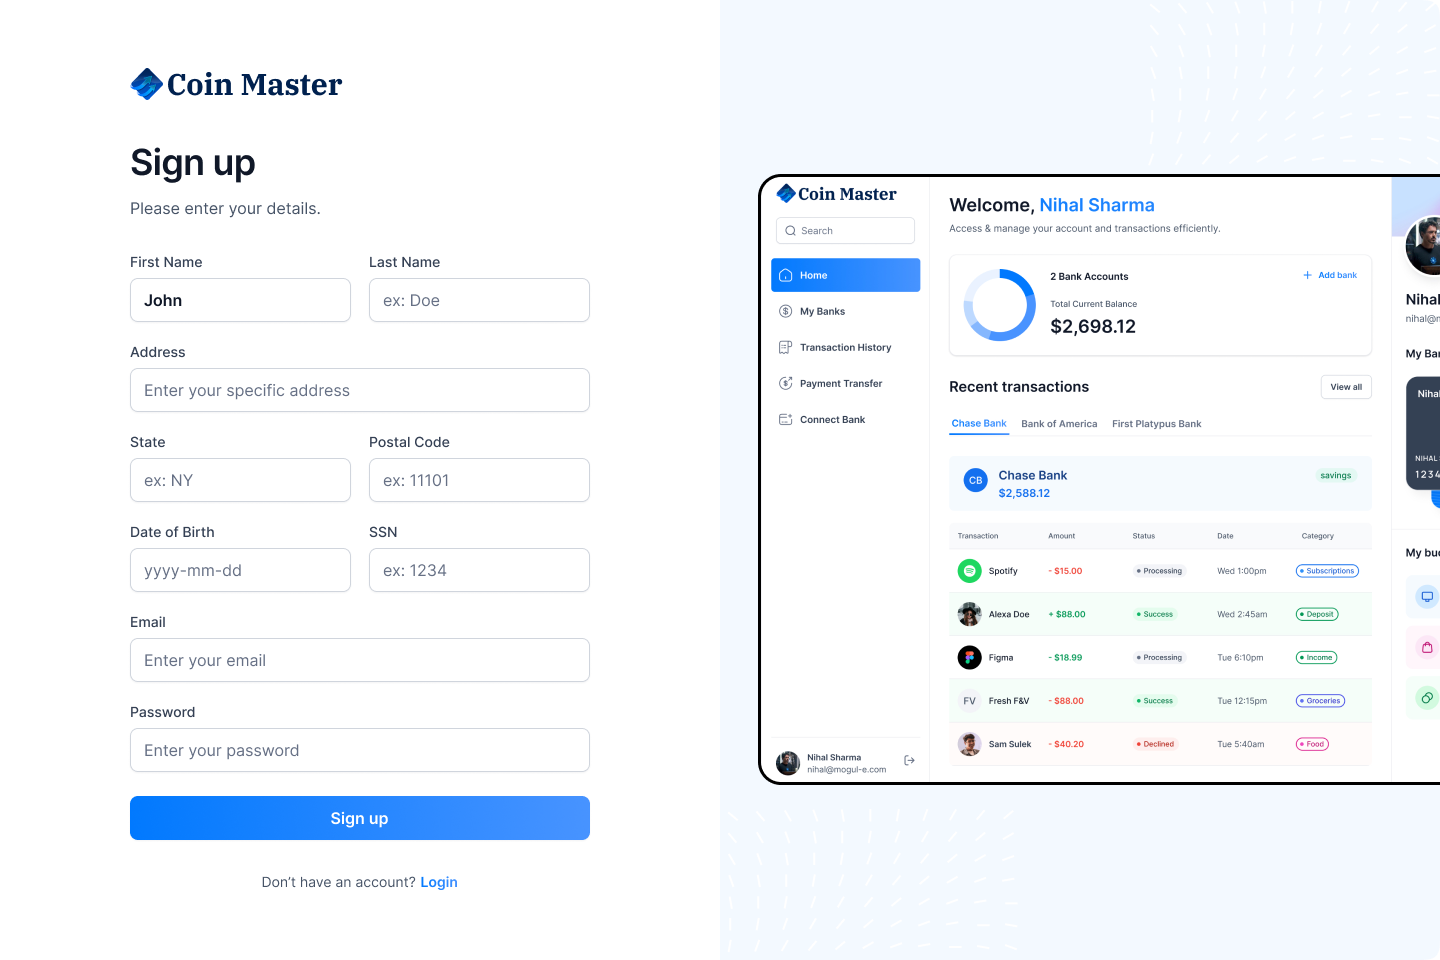 Coin Master
Sign up
Please enter your details.
First Name
Last Name
John
ex: Doe
Address
Enter your specific address
State
Postal Code
ex: NY
ex: 11101
Date of Birth
SSN
yyyy-mm-dd
ex: 1234
Email
Enter your email
Password
Enter your password
Sign up
Don't have an account? Login
Coin Master
Search
Home
My Banks
Transaction History
Payment Transfer
Connect Bank
Nihal Sharma
nihal@mogul-e.com
Welcome, Nihal Sharma
Access & manage your account and transactions efficiently.
2 Bank Accounts
+ Add bank
Total Current Balance
$2,698.12
Recent transactions
View all
Chase Bank
Bank of America
First Platypus Bank
CB
Chase Bank
savings
$2,588.12
Transaction Amount Status Date Category
Spotify - $15.00 Processing Wed 1:00pm Subscriptions
Alexa Doe + $88.00 Success Wed 2:45am Deposit
Figma - $18.99 Processing Tue 6:10pm Income
FV Fresh F&V - $88.00 Success Tue 12:15pm Groceries
Sam Sulek - $40.20 Declined Tue 5:40am Food
Nihal
nihal@m
My Ban
Nihal
NIHAL
1234
My bud